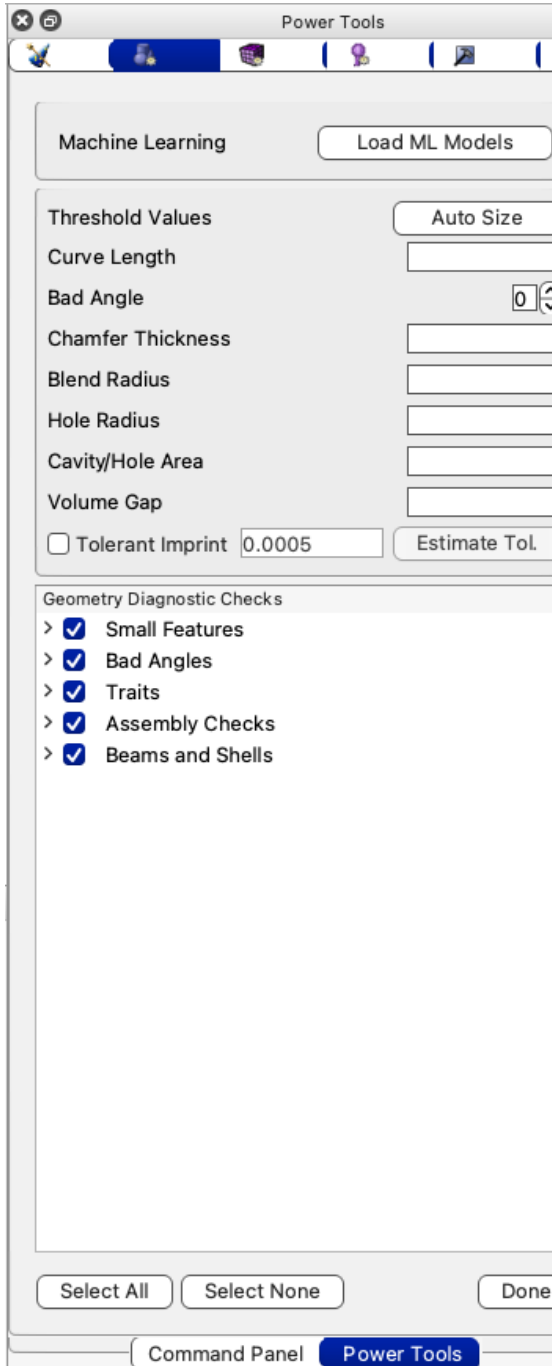 Power Tools
Machine Learning Load ML Models
Threshold Values Auto Size
Curve Length
Bad Angle 0
Chamfer Thickness
Blend Radius
Hole Radius
Cavity/Hole Area
Volume Gap
Tolerant Imprint 0.0005 Estimate Tol.
Geometry Diagnostic Checks
Small Features
Bad Angles
Traits
Assembly Checks
Beams and Shells
Select All Select None Done
Command Panel Power Tools